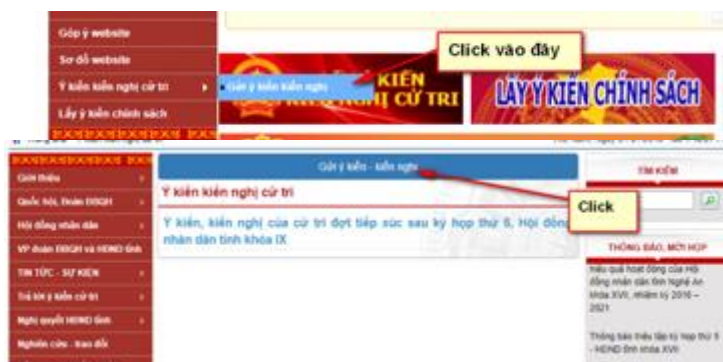 Góp ý website
Sơ đồ website
Ý kiến kiến nghị cử tri
Lấy ý kiến chính sách
Gửi ý kiến kiến nghị
Click vào đây
KIẾN
KIẾN NGHỊ CỬ TRI
LẤY Ý KIẾN CHÍNH SÁCH
Giới thiệu
Quốc hội, Đoàn ĐBQH
Hội đồng nhân dân
VP đoàn ĐBQH và HĐND tỉnh
TIN TỨC - SỰ KIỆN
Trả lời ý kiến cử tri
Nghị quyết HĐND tỉnh
Nghiên cứu - trao đổi
Gửi ý kiến - kiến nghị
Ý kiến kiến nghị cử tri
Ý kiến, kiến nghị của cử tri đợt tiếp xúc sau kỳ họp thứ 6, Hội đồng
nhân dân tỉnh khóa IX
Click
TÌM KIẾM
THÔNG BÁO, MỜI HỌP
hiệu quả hoạt động của Hội
đồng nhân dân tỉnh Nghệ An
khóa XVII, nhiệm kỳ 2016 –
2021
Thông báo triệu tập kỳ họp thứ 9
- HĐND tỉnh khóa XVII